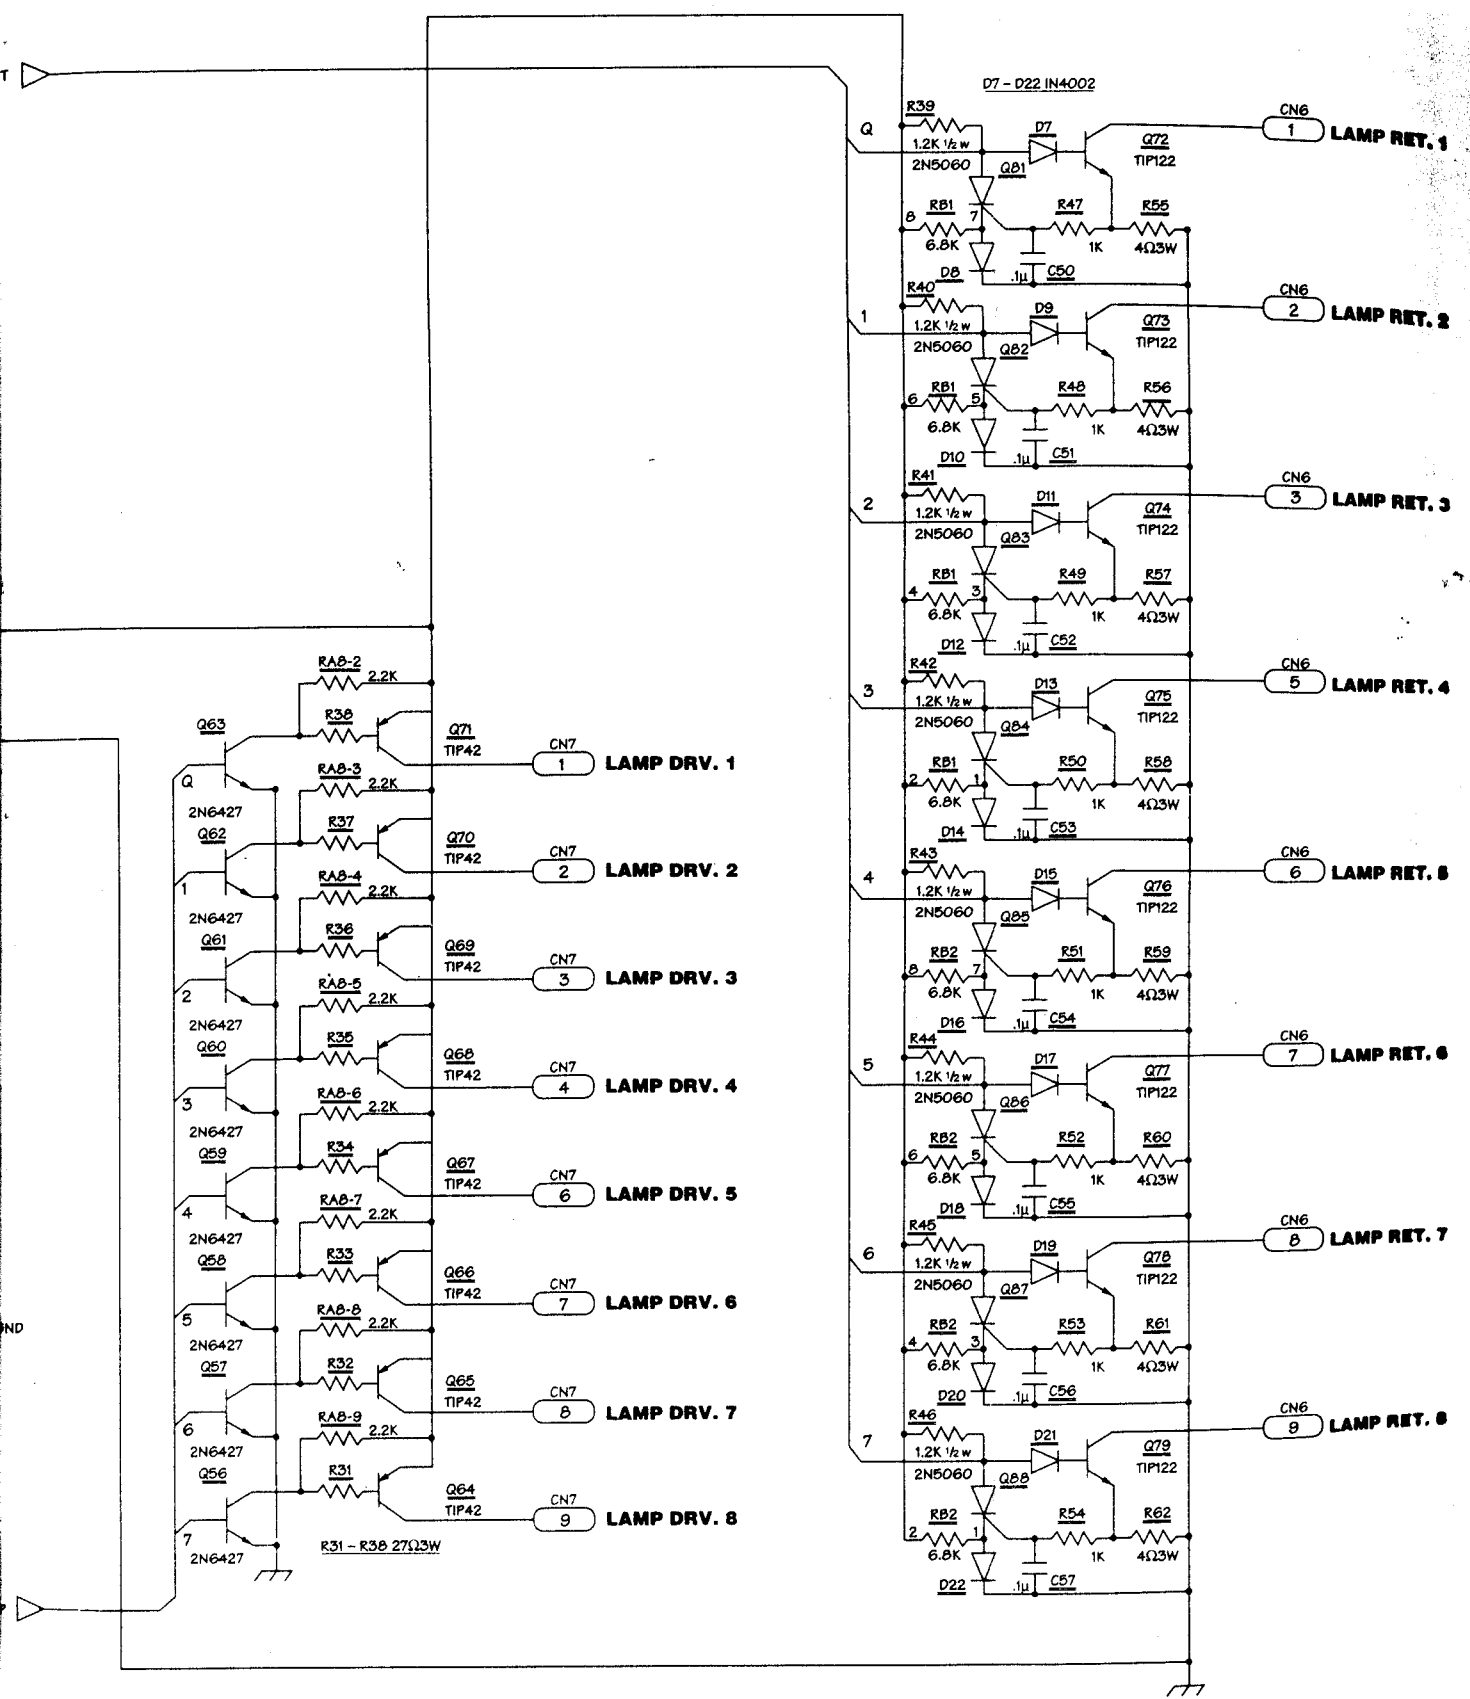 T
D7 - D22 IN4002
R39
Q
1.2K 1/2 W
2N5060
D7
Q81
Q72
TIP122
CN6
1
LAMP RET. 1
8
RB1
7
6.8K
R47
1K
R55
4Ω3W
D8
.1µ
C50
R40
1
1.2K 1/2 W
2N5060
D9
Q82
Q73
TIP122
CN6
2
LAMP RET. 2
6
RB1
5
6.8K
R48
1K
R56
4Ω3W
D10
.1µ
C51
R41
2
1.2K 1/2 W
2N5060
D11
Q83
Q74
TIP122
CN6
3
LAMP RET. 3
4
RB1
3
6.8K
R49
1K
R57
4Ω3W
D12
.1µ
C52
R42
3
1.2K 1/2 W
2N5060
D13
Q84
Q75
TIP122
CN6
5
LAMP RET. 4
2
RB1
1
6.8K
R50
1K
R58
4Ω3W
D14
.1µ
C53
R43
4
1.2K 1/2 W
2N5060
D15
Q85
Q76
TIP122
CN6
6
LAMP RET. 5
8
RB2
7
6.8K
R51
1K
R59
4Ω3W
D16
.1µ
C54
R44
5
1.2K 1/2 W
2N5060
D17
Q86
Q77
TIP122
CN6
7
LAMP RET. 6
6
RB2
5
6.8K
R52
1K
R60
4Ω3W
D18
.1µ
C55
R45
6
1.2K 1/2 W
2N5060
D19
Q87
Q78
TIP122
CN6
8
LAMP RET. 7
4
RB2
3
6.8K
R53
1K
R61
4Ω3W
D20
.1µ
C56
R46
7
1.2K 1/2 W
2N5060
D21
Q88
Q79
TIP122
CN6
9
LAMP RET. 8
2
RB2
1
6.8K
R54
1K
R62
4Ω3W
D22
.1µ
C57
RA8-2
2.2K
Q63
R38
Q71
TIP42
CN7
1
LAMP DRV. 1
Q
2N6427
RA8-3
2.2K
Q62
R37
Q70
TIP42
CN7
2
LAMP DRV. 2
1
2N6427
RA8-4
2.2K
Q61
R36
Q69
TIP42
CN7
3
LAMP DRV. 3
2
2N6427
RA8-5
2.2K
Q60
R35
Q68
TIP42
CN7
4
LAMP DRV. 4
3
2N6427
RA8-6
2.2K
Q59
R34
Q67
TIP42
CN7
6
LAMP DRV. 5
4
2N6427
RA8-7
2.2K
Q58
R33
Q66
TIP42
CN7
7
LAMP DRV. 6
5
2N6427
RA8-8
2.2K
Q57
R32
Q65
TIP42
CN7
8
LAMP DRV. 7
6
2N6427
RA8-9
2.2K
Q56
R31
Q64
TIP42
CN7
9
LAMP DRV. 8
7
2N6427
R31 - R38 27Ω3W